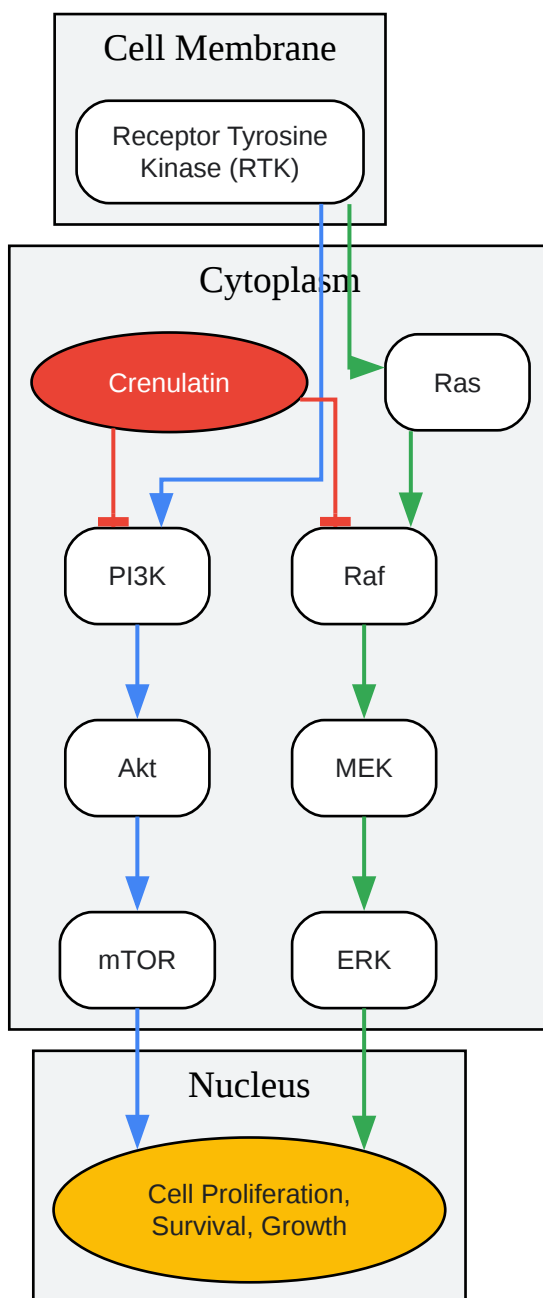 Cell Membrane
Receptor Tyrosine
Kinase (RTK)
Cytoplasm
Crenulatin
Ras
PI3K
Raf
Akt
MEK
mTOR
ERK
Nucleus
Cell Proliferation,
Survival, Growth